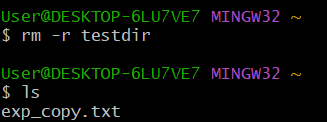 User@DESKTOP-6LU7VE7 MINGW32 ~
$ rm -r testdir
User@DESKTOP-6LU7VE7 MINGW32 ~
$ ls
exp_copy.txt